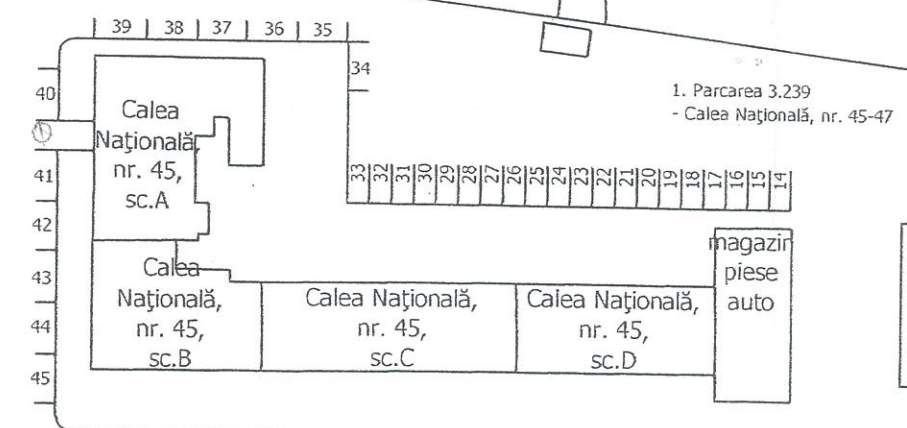 39 38 37 36 35
34
1. Parcarea 3.239
- Calea Naţională, nr. 45-47
40
41
42
43
44
45
Calea
Naţională,
nr. 45,
sc.A
33 32 31 30 29 28 27 26 25 24 23 22 21 20 19 18 17 16 15 14
Calea
Naţională,
nr. 45,
sc.B
Calea Naţională,
nr. 45,
sc.C
Calea Naţională,
nr. 45,
sc.D
magazin
piese
auto